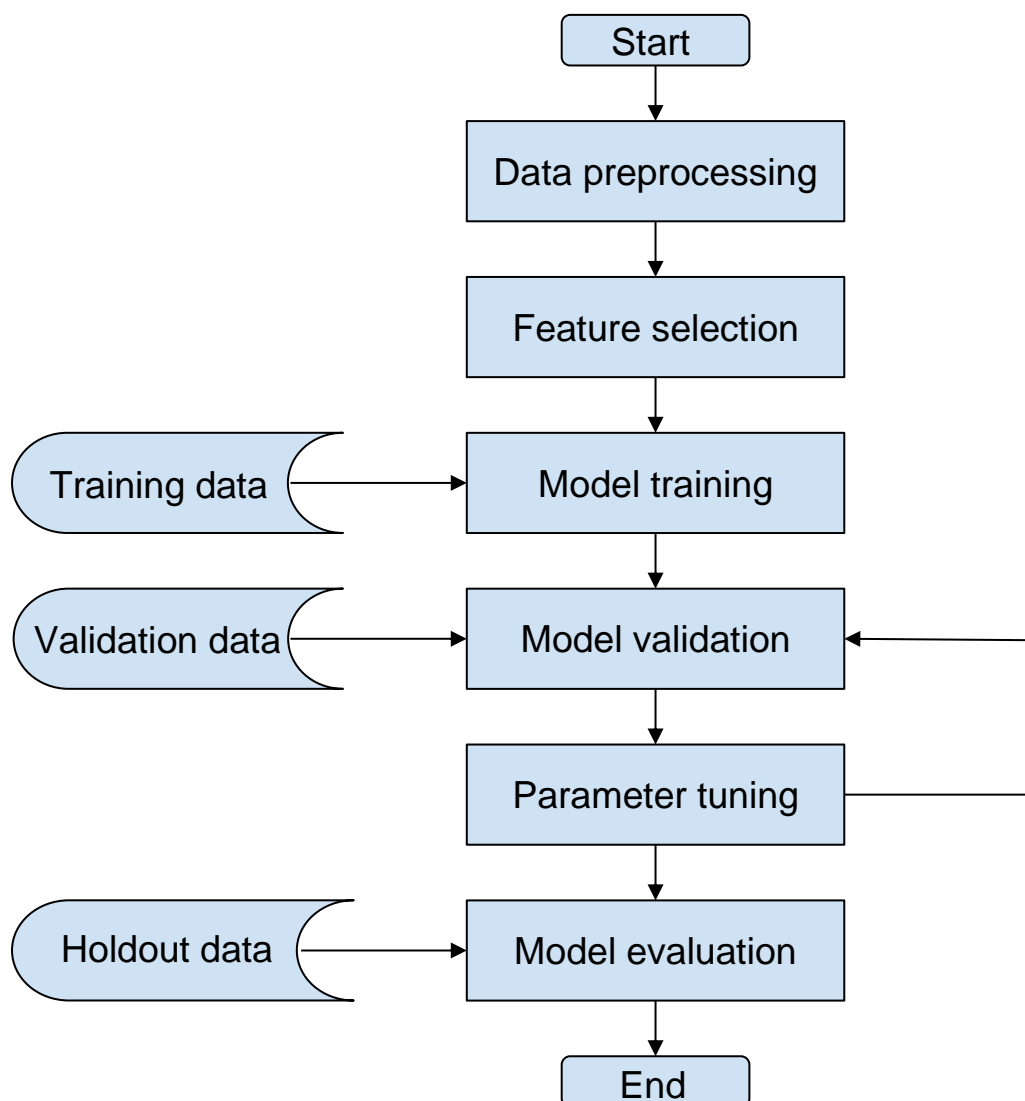 Start
Data preprocessing
Feature selection
Training data
Model training
Validation data
Model validation
Parameter tuning
Holdout data
Model evaluation
End